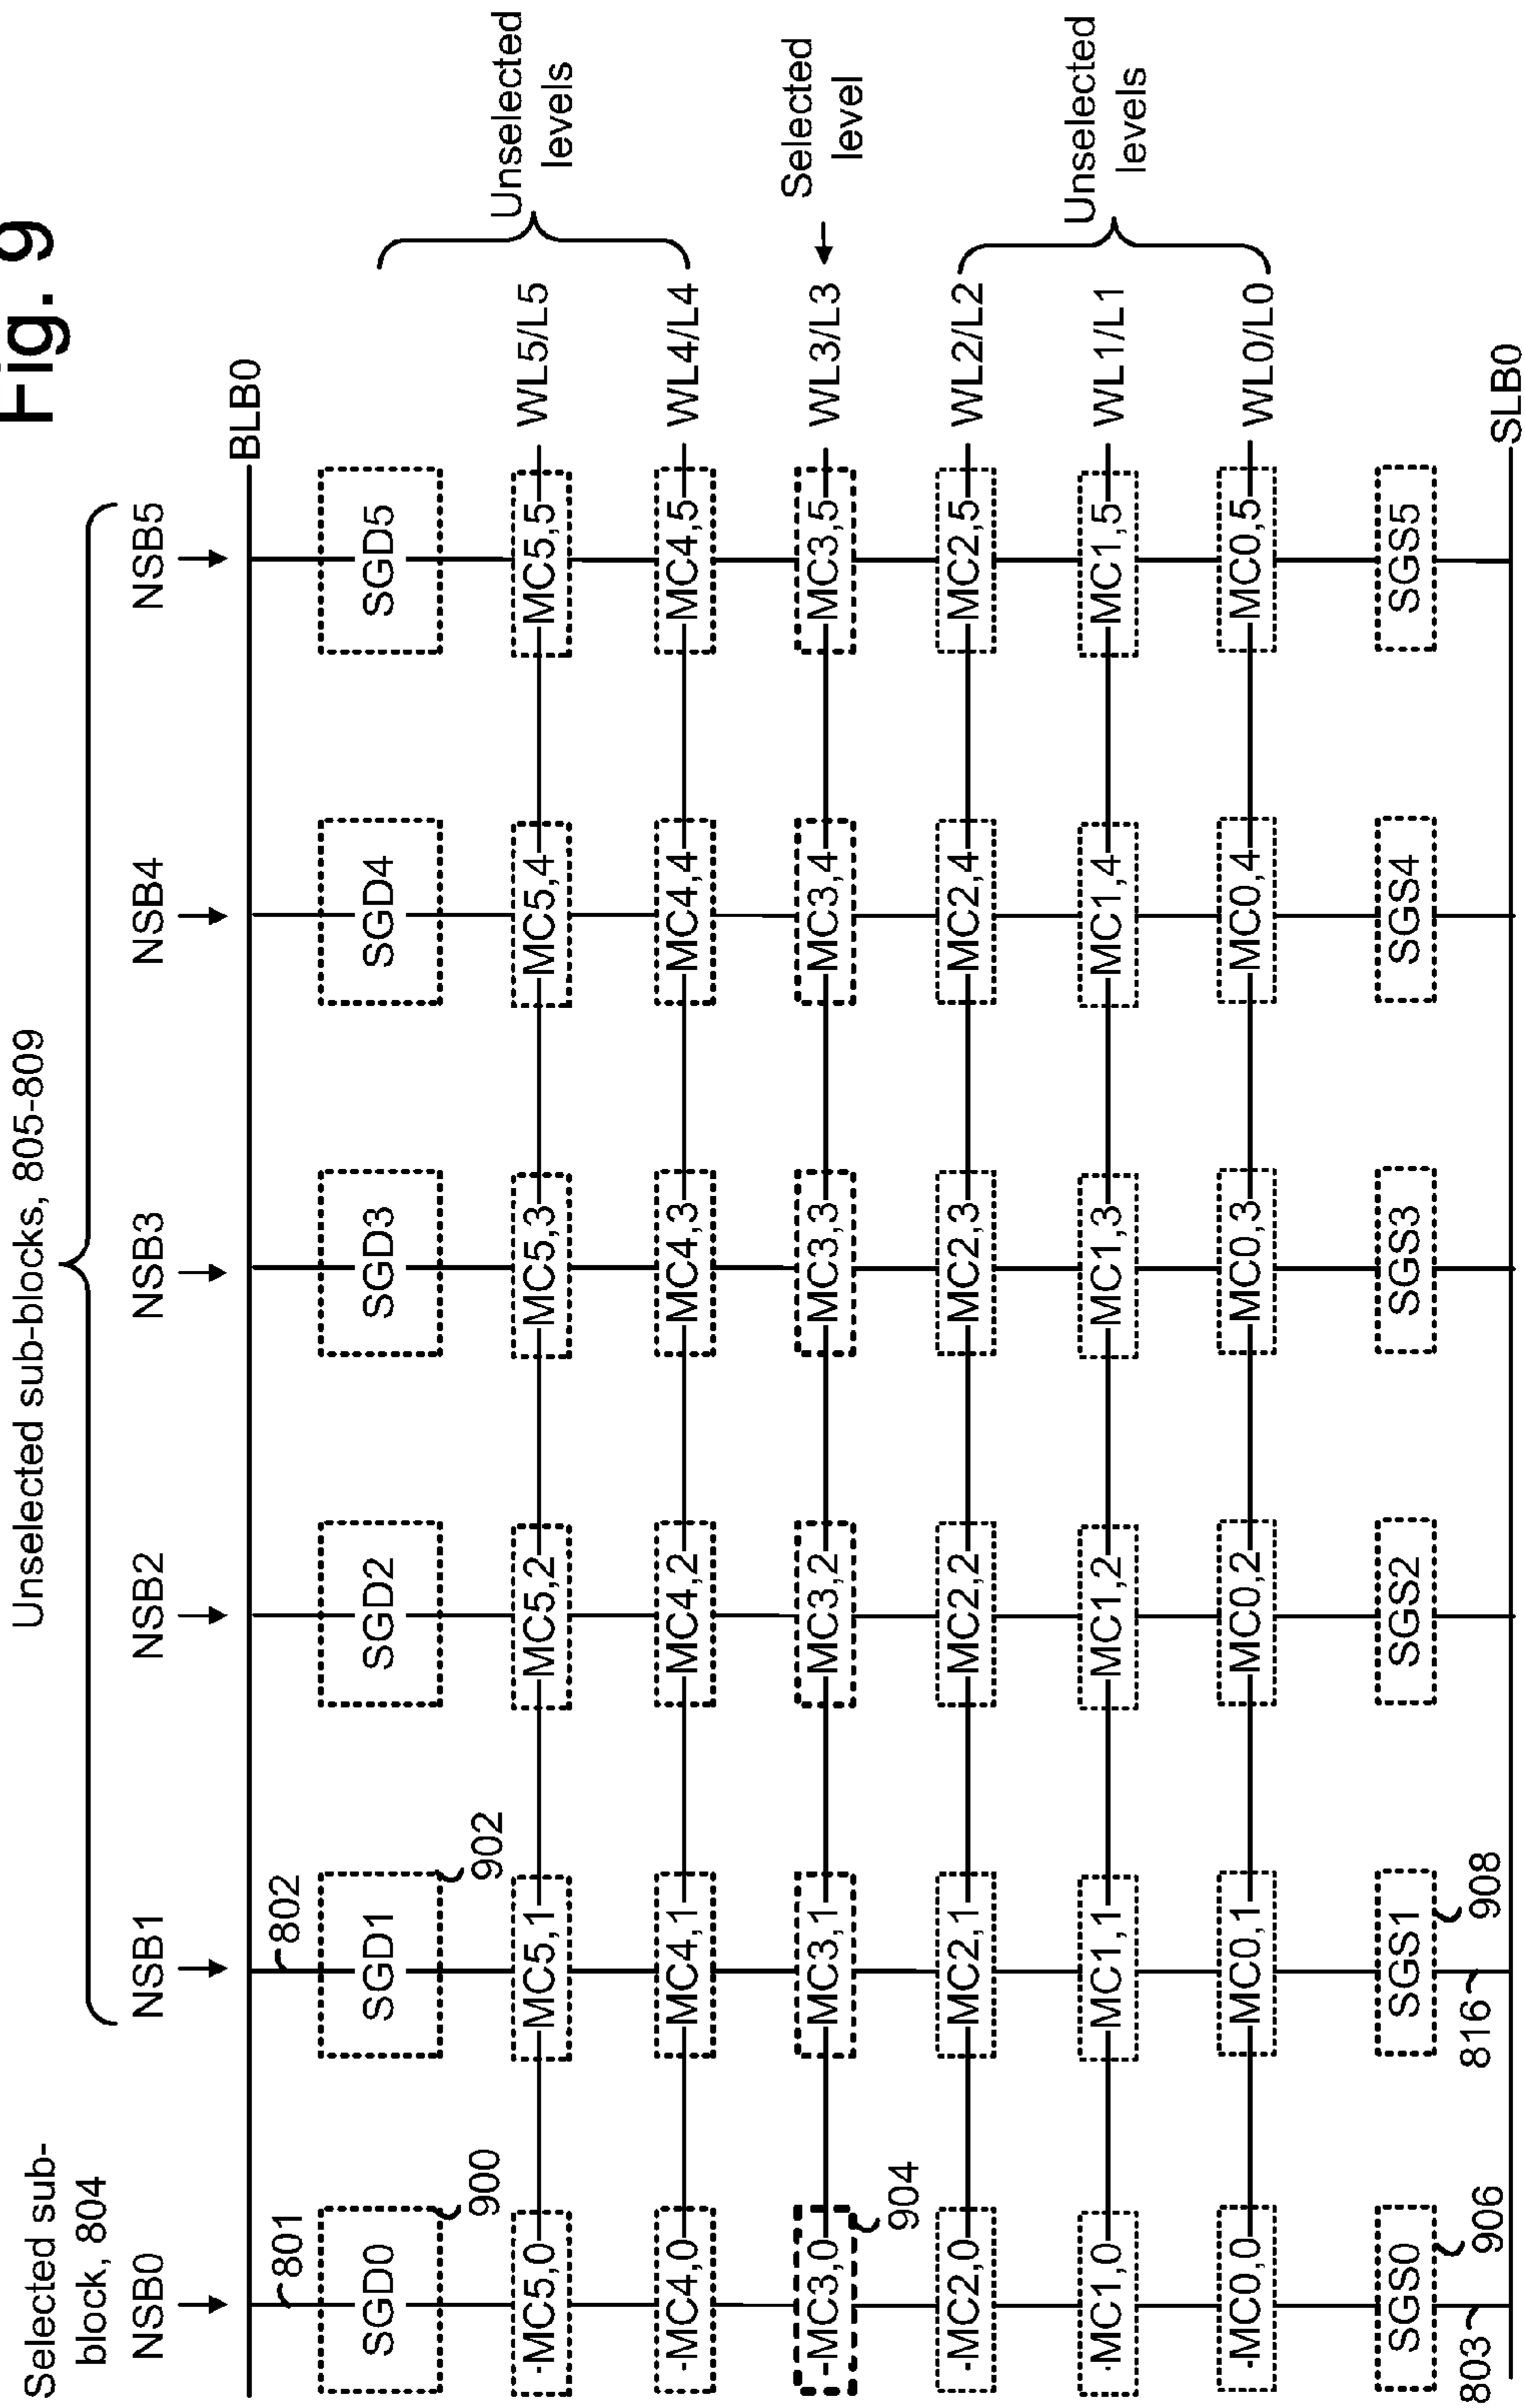 Fig. 9
Selected sub-
block, 804
Unselected sub-blocks, 805-809
NSB0 NSB1 NSB2 NSB3 NSB4 NSB5
801 802 BLB0
SGD0 SGD1 SGD2 SGD3 SGD4 SGD5
900 902
MC5,0 MC5,1 MC5,2 MC5,3 MC5,4 MC5,5 WL5/L5
Unselected
levels
MC4,0 MC4,1 MC4,2 MC4,3 MC4,4 MC4,5 WL4/L4
MC3,0 MC3,1 MC3,2 MC3,3 MC3,4 MC3,5 WL3/L3
Selected
level
904
MC2,0 MC2,1 MC2,2 MC2,3 MC2,4 MC2,5 WL2/L2
MC1,0 MC1,1 MC1,2 MC1,3 MC1,4 MC1,5 WL1/L1
Unselected
levels
MC0,0 MC0,1 MC0,2 MC0,3 MC0,4 MC0,5 WL0/L0
SGS0 SGS1 SGS2 SGS3 SGS4 SGS5
803 906 816 908
SLB0